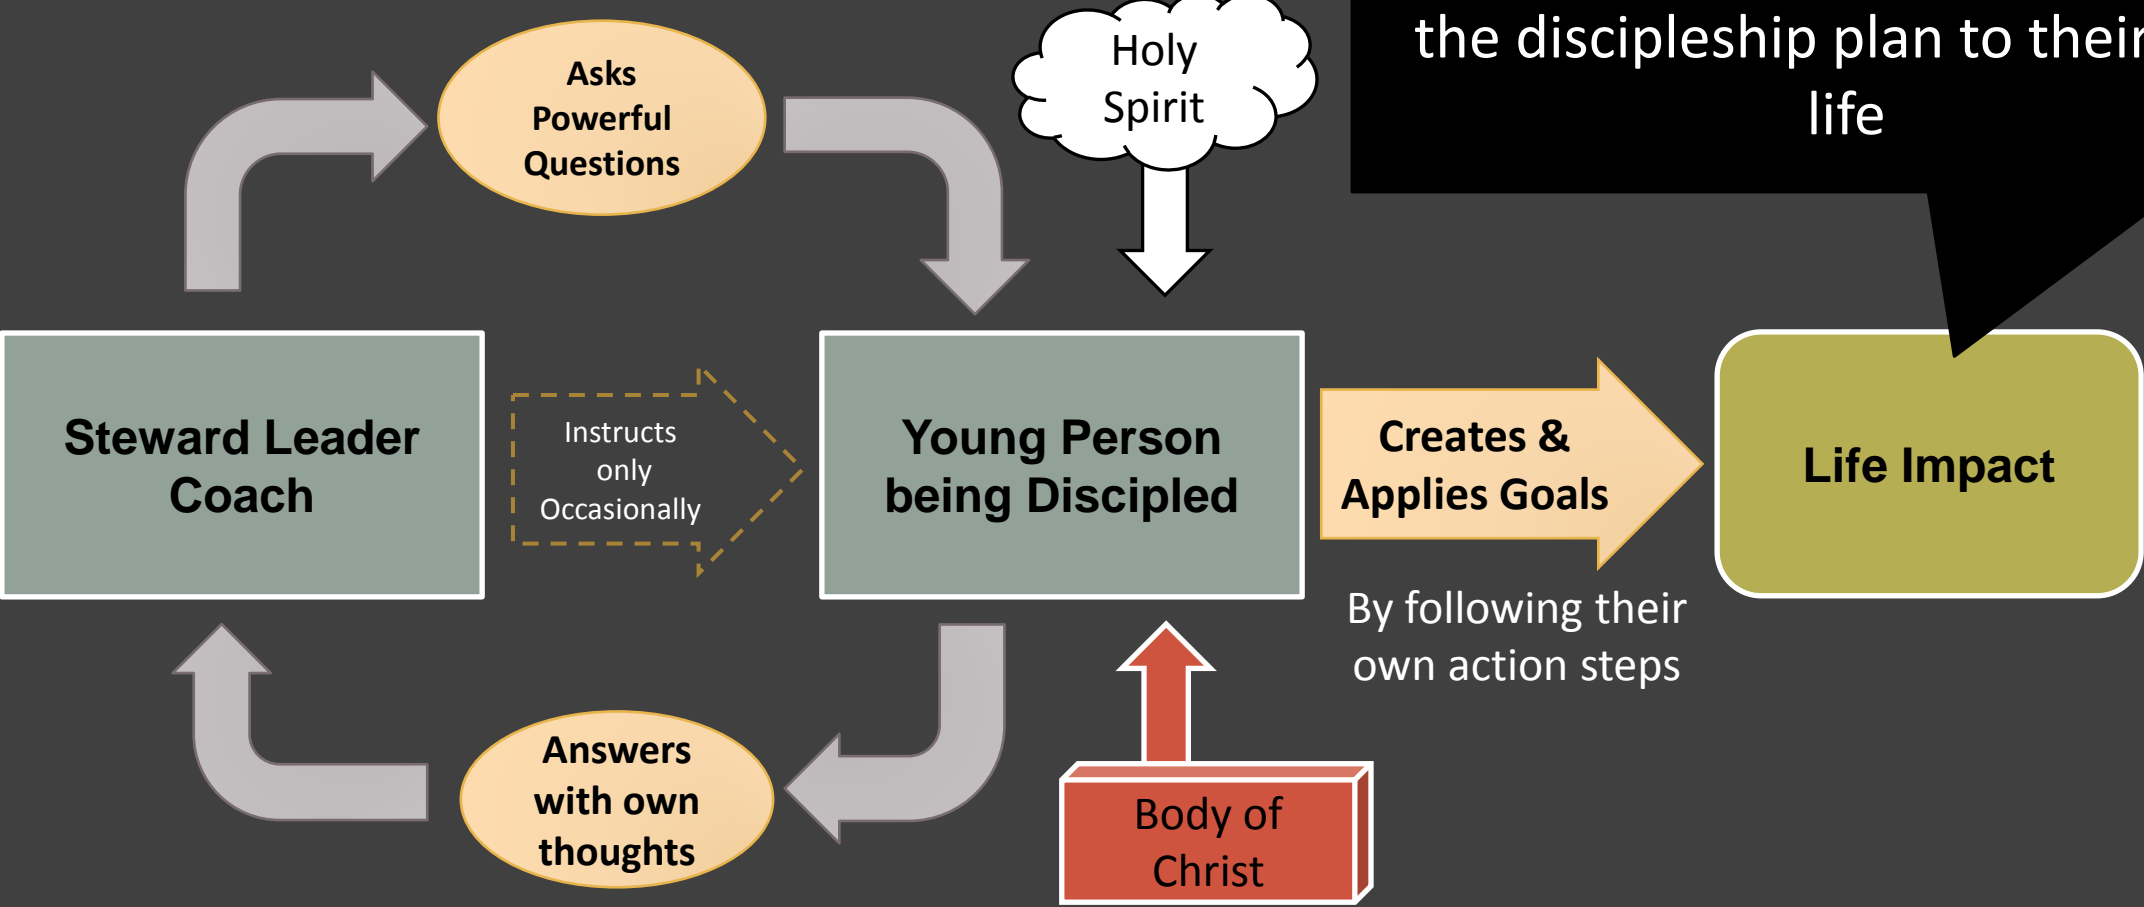 Asks
Powerful
Questions
Holy
Spirit
the discipleship plan to their
life
Steward Leader
Coach
Instructs
only
Occasionally
Young Person
being Discipled
Creates &
Applies Goals
By following their
own action steps
Life Impact
Answers
with own
thoughts
Body of
Christ